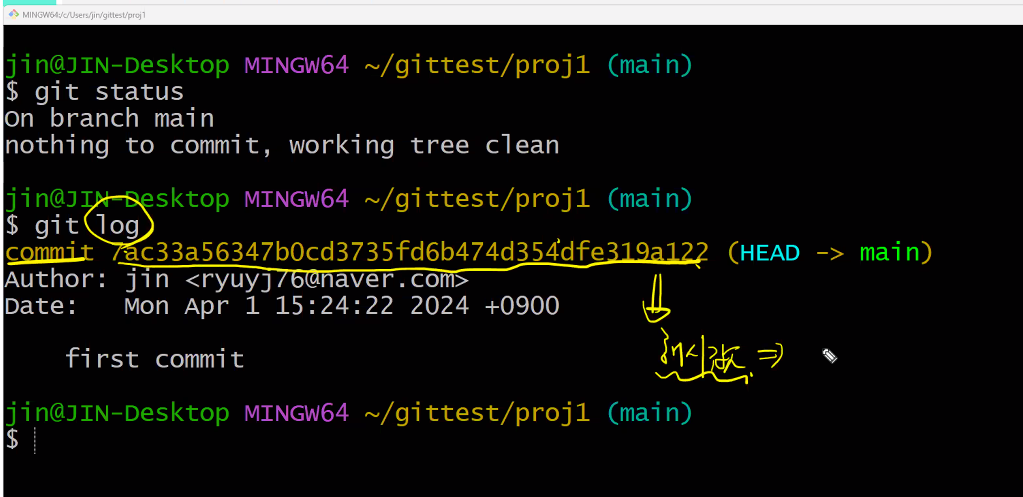 MINGW64:/c/Users/jin/gittest/proj1
jin@JIN-Desktop MINGW64 ~/gittest/proj1 (main)
$ git status
On branch main
nothing to commit, working tree clean
jin@JIN-Desktop MINGW64 ~/gittest/proj1 (main)
$ git log
commit 7ac33a56347b0cd3735fd6b474d354dfe319a122 (HEAD -> main)
Author: jin <ryuyj76@naver.com>
Date:   Mon Apr 1 15:24:22 2024 +0900
first commit
⇒
jin@JIN-Desktop MINGW64 ~/gittest/proj1 (main)
$